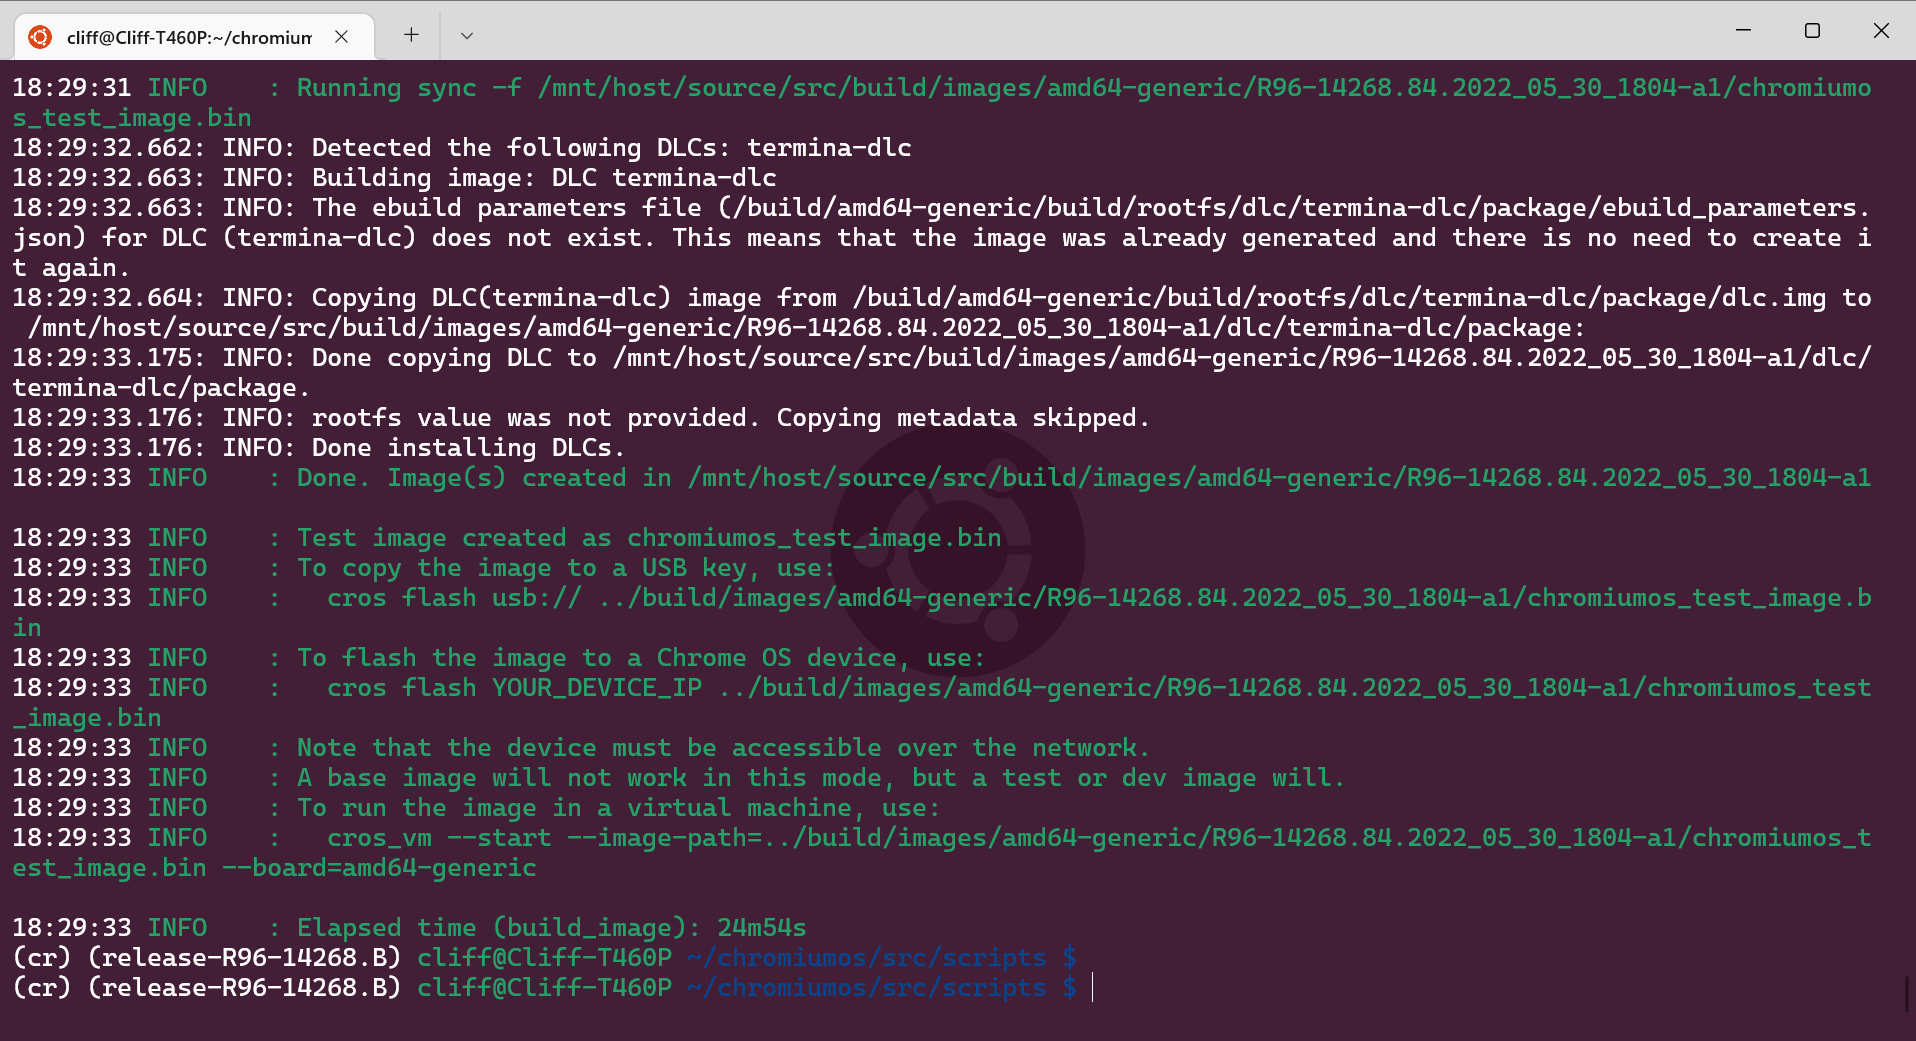 cliff@Cliff-T460P:~/chromium
18:29:31 INFO    : Running sync -f /mnt/host/source/src/build/images/amd64-generic/R96-14268.84.2022_05_30_1804-a1/chromiumo
s_test_image.bin
18:29:32.662: INFO: Detected the following DLCs: termina-dlc
18:29:32.663: INFO: Building image: DLC termina-dlc
18:29:32.663: INFO: The ebuild parameters file (/build/amd64-generic/build/rootfs/dlc/termina-dlc/package/ebuild_parameters.
json) for DLC (termina-dlc) does not exist. This means that the image was already generated and there is no need to create i
t again.
18:29:32.664: INFO: Copying DLC(termina-dlc) image from /build/amd64-generic/build/rootfs/dlc/termina-dlc/package/dlc.img to
 /mnt/host/source/src/build/images/amd64-generic/R96-14268.84.2022_05_30_1804-a1/dlc/termina-dlc/package:
18:29:33.175: INFO: Done copying DLC to /mnt/host/source/src/build/images/amd64-generic/R96-14268.84.2022_05_30_1804-a1/dlc/
termina-dlc/package.
18:29:33.176: INFO: rootfs value was not provided. Copying metadata skipped.
18:29:33.176: INFO: Done installing DLCs.
18:29:33 INFO    : Done. Image(s) created in /mnt/host/source/src/build/images/amd64-generic/R96-14268.84.2022_05_30_1804-a1
18:29:33 INFO    : Test image created as chromiumos_test_image.bin
18:29:33 INFO    : To copy the image to a USB key, use:
18:29:33 INFO    :   cros flash usb:// ../build/images/amd64-generic/R96-14268.84.2022_05_30_1804-a1/chromiumos_test_image.b
in
18:29:33 INFO    : To flash the image to a Chrome OS device, use:
18:29:33 INFO    :   cros flash YOUR_DEVICE_IP ../build/images/amd64-generic/R96-14268.84.2022_05_30_1804-a1/chromiumos_test
_image.bin
18:29:33 INFO    : Note that the device must be accessible over the network.
18:29:33 INFO    : A base image will not work in this mode, but a test or dev image will.
18:29:33 INFO    : To run the image in a virtual machine, use:
18:29:33 INFO    :   cros_vm --start --image-path=../build/images/amd64-generic/R96-14268.84.2022_05_30_1804-a1/chromiumos_t
est_image.bin --board=amd64-generic
18:29:33 INFO    : Elapsed time (build_image): 24m54s
(cr) (release-R96-14268.B) cliff@Cliff-T460P ~/chromiumos/src/scripts $
(cr) (release-R96-14268.B) cliff@Cliff-T460P ~/chromiumos/src/scripts $